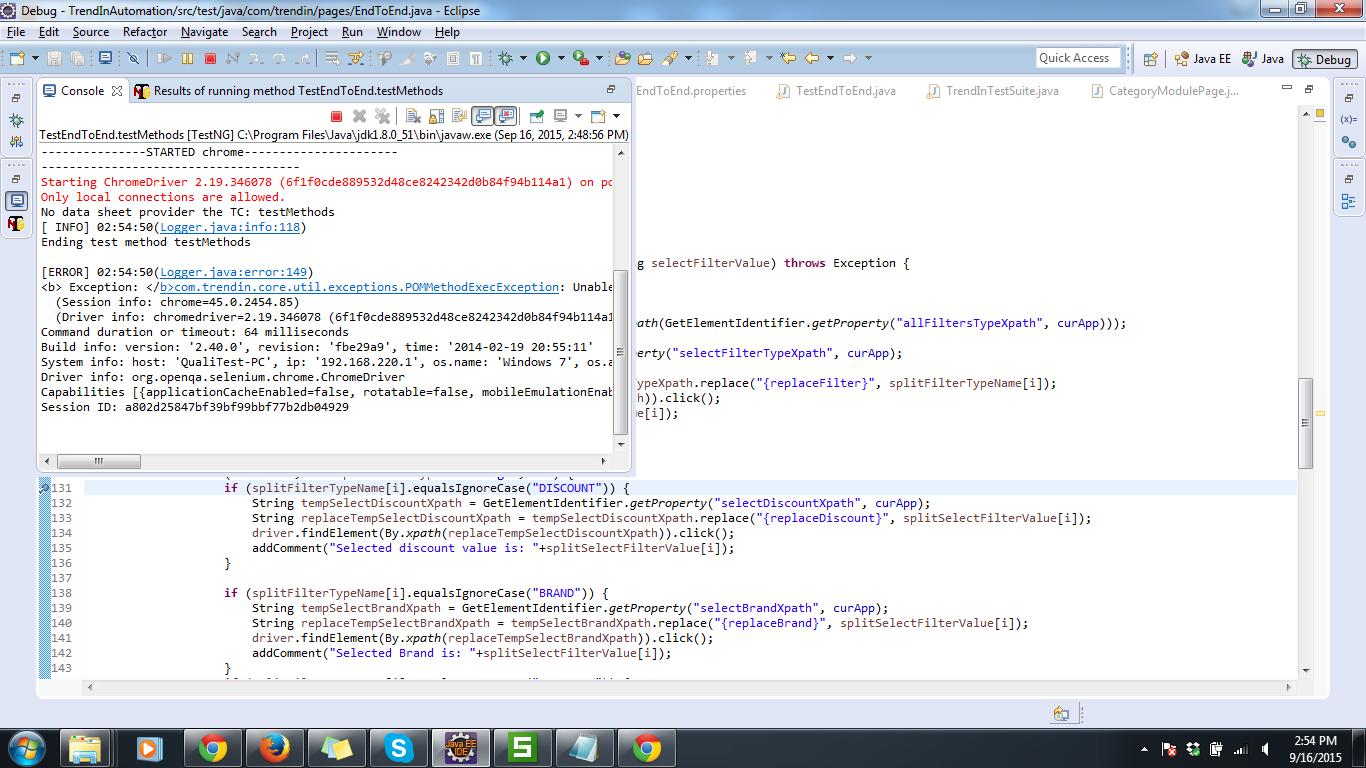 Debug - TrendInAutomation/src/test/java/com/trendin/pages/EndToEnd.java - Eclipse
File Edit Source Refactor Navigate Search Project Run Window Help
Quick Access Java EE Java Debug
Console Results of running method TestEndToEnd.testMethods
EndToEnd.properties TestEndToEnd.java TrendInTestSuite.java CategoryModulePage.j...
TestEndToEnd.testMethods [TestNG] C:\Program Files\Java\jdk1.8.0_51\bin\javaw.exe (Sep 16, 2015, 2:48:56 PM)
---------------STARTED chrome----------------------
-------------------------------------
Starting ChromeDriver 2.19.346078 (6f1f0cde889532d48ce8242342d0b84f94b114a1) on po
Only local connections are allowed.
No data sheet provider the TC: testMethods
[ INFO] 02:54:50(Logger.java:info:118)
Ending test method testMethods
[ERROR] 02:54:50(Logger.java:error:149)
<b> Exception: </b>com.trendin.core.util.exceptions.POMMethodExecException: Unable
(Session info: chrome=45.0.2454.85)
(Driver info: chromedriver=2.19.346078 (6f1f0cde889532d48ce8242342d0b84f94b114a1
Command duration or timeout: 64 milliseconds
Build info: version: '2.40.0', revision: 'fbe29a9', time: '2014-02-19 20:55:11'
System info: host: 'QualiTest-PC', ip: '192.168.220.1', os.name: 'Windows 7', os.a
Driver info: org.openqa.selenium.chrome.ChromeDriver
Capabilities [{applicationCacheEnabled=false, rotatable=false, mobileEmulationEnab
Session ID: a802d25847bf39bf99bbf77b2db04929
g selectFilterValue) throws Exception {
ath(GetElementIdentifier.getProperty("allFiltersTypeXpath", curApp)));
erty("selectFilterTypeXpath", curApp);
TypeXpath.replace("{replaceFilter}", splitFilterTypeName[i]);
h)).click();
e[i]);
131 if (splitFilterTypeName[i].equalsIgnoreCase("DISCOUNT")) {
132 String tempSelectDiscountXpath = GetElementIdentifier.getProperty("selectDiscountXpath", curApp);
133 String replaceTempSelectDiscountXpath = tempSelectDiscountXpath.replace("{replaceDiscount}", splitSelectFilterValue[i]);
134 driver.findElement(By.xpath(replaceTempSelectDiscountXpath)).click();
135 addComment("Selected discount value is: "+splitSelectFilterValue[i]);
136 }
137
138 if (splitFilterTypeName[i].equalsIgnoreCase("BRAND")) {
139 String tempSelectBrandXpath = GetElementIdentifier.getProperty("selectBrandXpath", curApp);
140 String replaceTempSelectBrandXpath = tempSelectBrandXpath.replace("{replaceBrand}", splitSelectFilterValue[i]);
141 driver.findElement(By.xpath(replaceTempSelectBrandXpath)).click();
142 addComment("Selected Brand is: "+splitSelectFilterValue[i]);
143 }
2:54 PM
9/16/2015